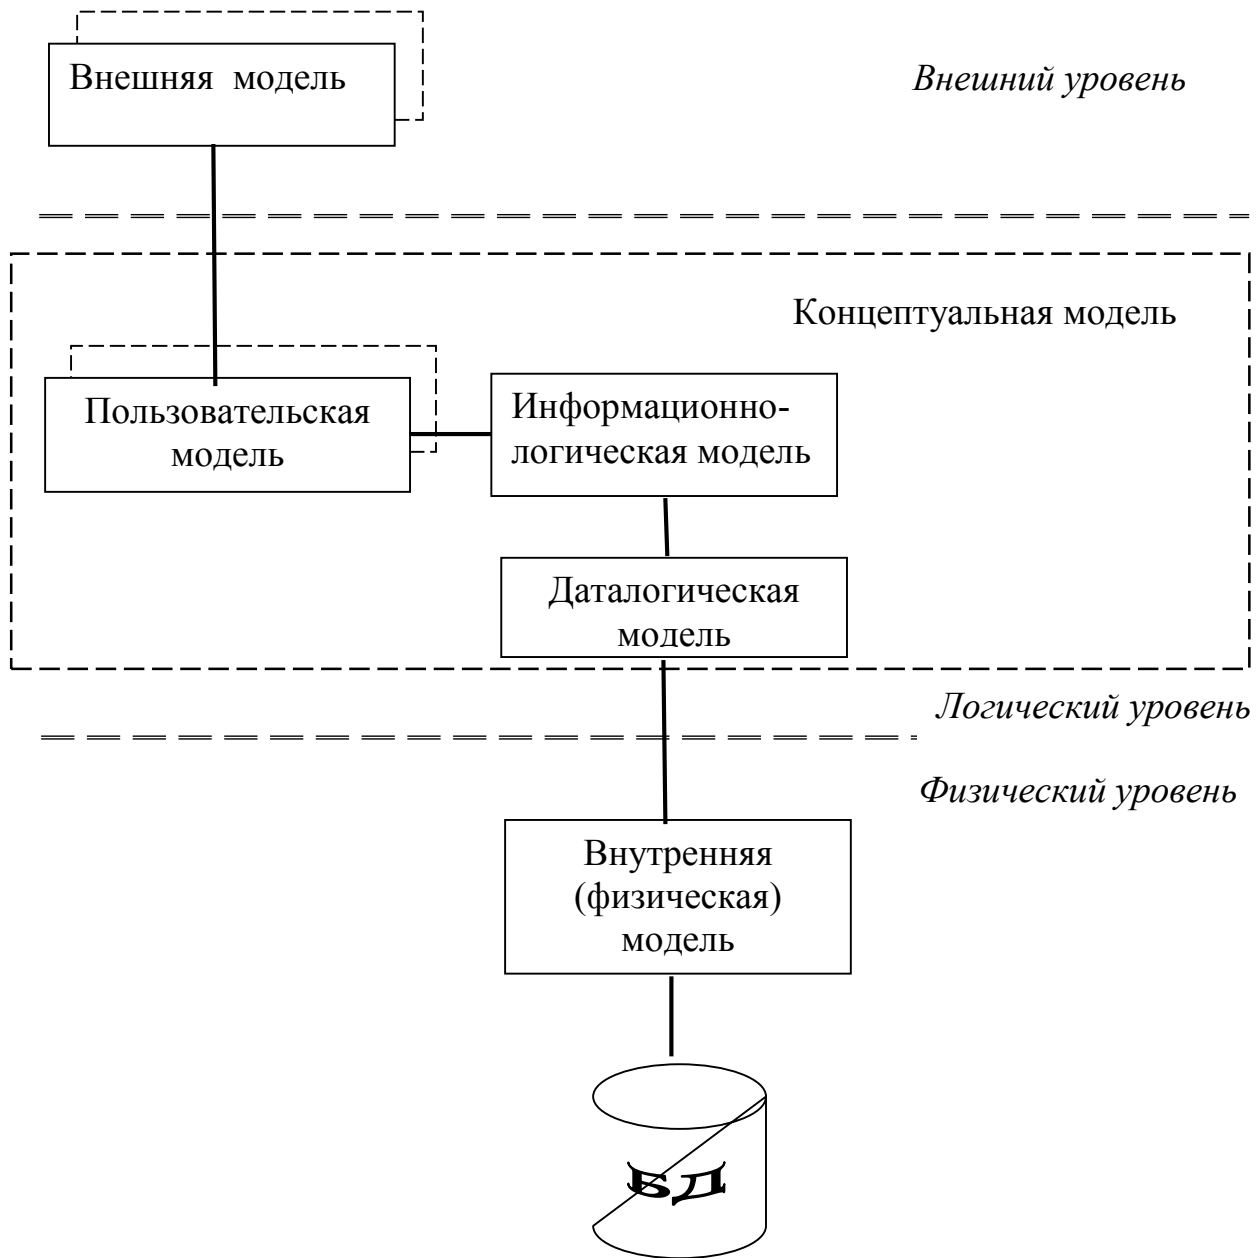 Внешняя модель
Внешний уровень
Концептуальная модель
Пользовательская
модель
Информационно-
логическая модель
Даталогическая
модель
Логический уровень
Физический уровень
Внутренняя
(физическая)
модель
БД